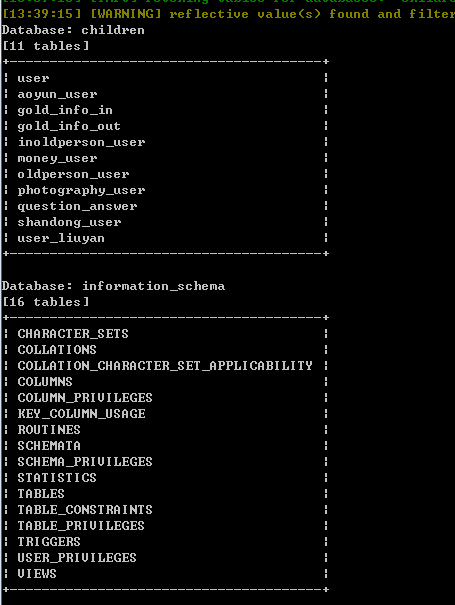 [13:39:15] [WARNING] reflective value(s) found and filter
Database: children
[11 tables]
+---------------------------------------+
| user                                  |
| aoyun_user                            |
| gold_info_in                          |
| gold_info_out                         |
| inoldperson_user                      |
| money_user                            |
| oldperson_user                        |
| photography_user                      |
| question_answer                       |
| shandong_user                         |
| user_liuyan                           |
+---------------------------------------+
Database: information_schema
[16 tables]
+---------------------------------------+
| CHARACTER_SETS                        |
| COLLATIONS                            |
| COLLATION_CHARACTER_SET_APPLICABILITY |
| COLUMNS                               |
| COLUMN_PRIVILEGES                     |
| KEY_COLUMN_USAGE                      |
| ROUTINES                              |
| SCHEMATA                              |
| SCHEMA_PRIVILEGES                     |
| STATISTICS                            |
| TABLES                                |
| TABLE_CONSTRAINTS                     |
| TABLE_PRIVILEGES                      |
| TRIGGERS                              |
| USER_PRIVILEGES                       |
| VIEWS                                 |
+---------------------------------------+